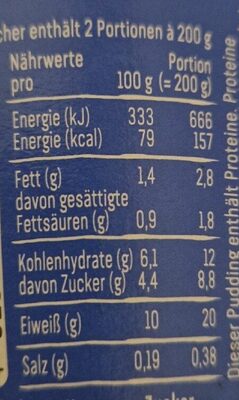 cher enthält 2 Portionen à 200 g
Nährwerte Portion
pro 100 g (= 200 g)
Energie (kJ) 333 666
Energie (kcal) 79 157
Fett (g) 1,4 2,8
davon gesättigte
Fettsäuren (g) 0,9 1,8
Kohlenhydrate (g) 6,1 12
davon Zucker (g) 4,4 8,8
Eiweiß (g) 10 20
Salz (g) 0,19 0,38
Dieser Pudding enthält Proteine. Proteine